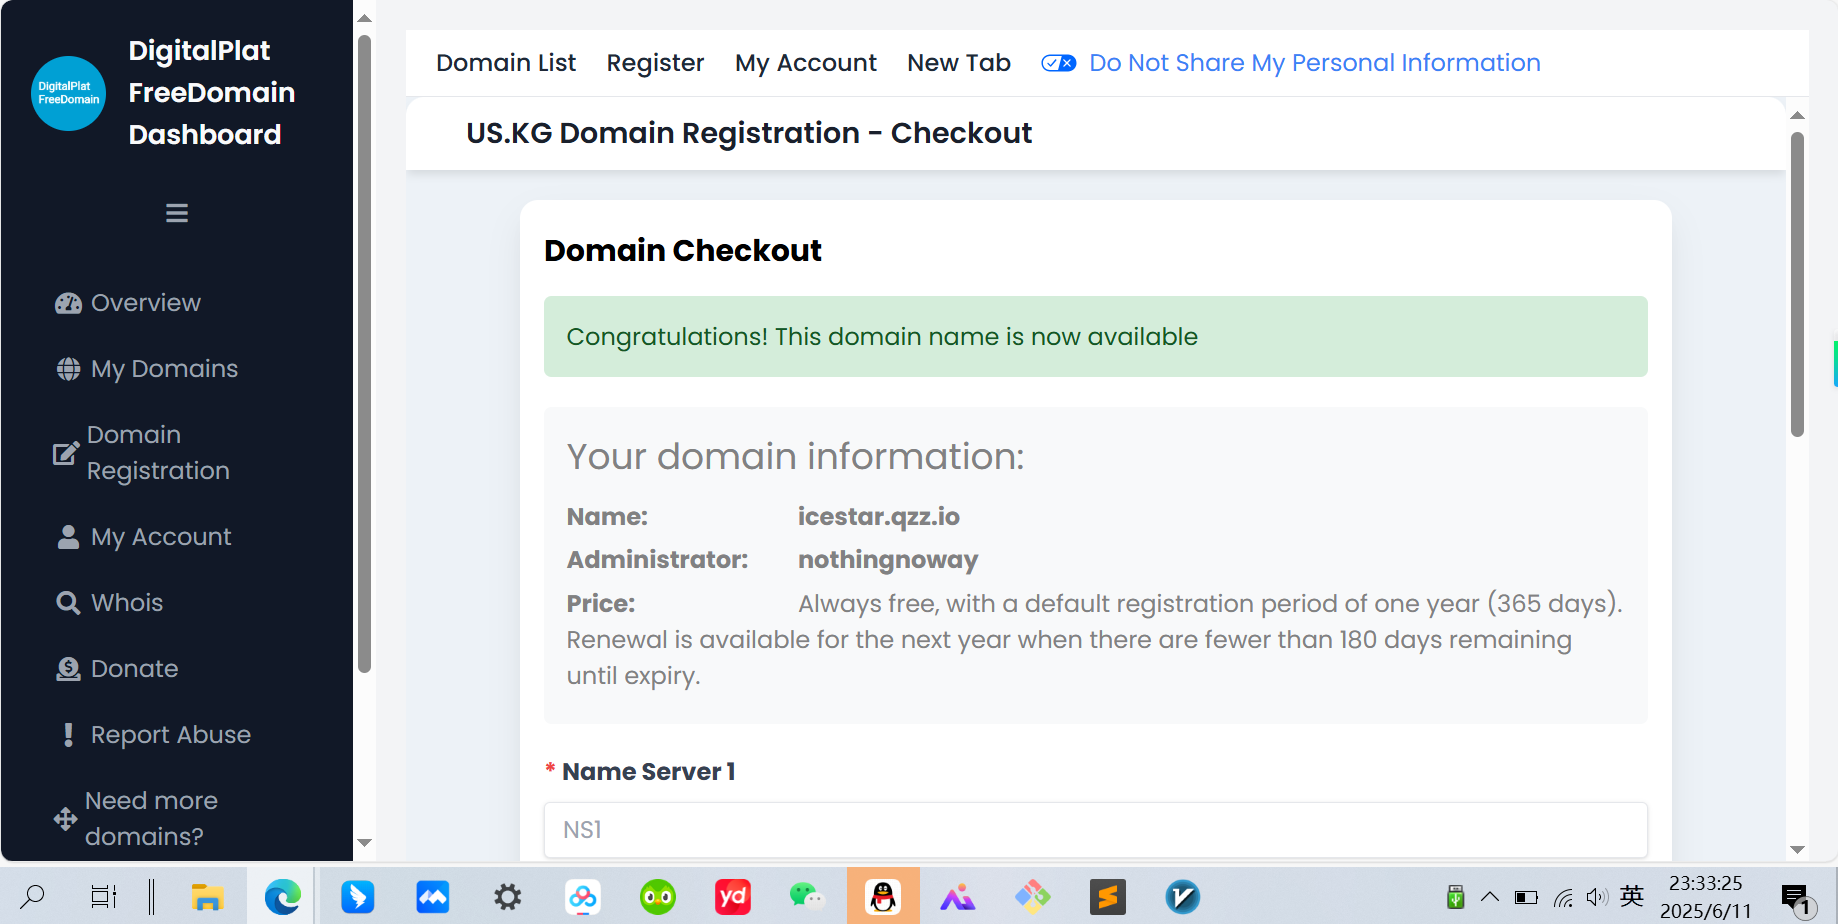 DigitalPlat
FreeDomain
DigitalPlat
FreeDomain
Dashboard
Overview
My Domains
Domain
Registration
My Account
Whois
Donate
Report Abuse
Need more
domains?
Domain List Register My Account New Tab Do Not Share My Personal Information
US.KG Domain Registration - Checkout
Domain Checkout
Congratulations! This domain name is now available
Your domain information:
Name: icestar.qzz.io
Administrator: nothingnoway
Price: Always free, with a default registration period of one year (365 days).
Renewal is available for the next year when there are fewer than 180 days remaining
until expiry.
* Name Server 1
NS1
yd
英
23:33:25
2025/6/11
1